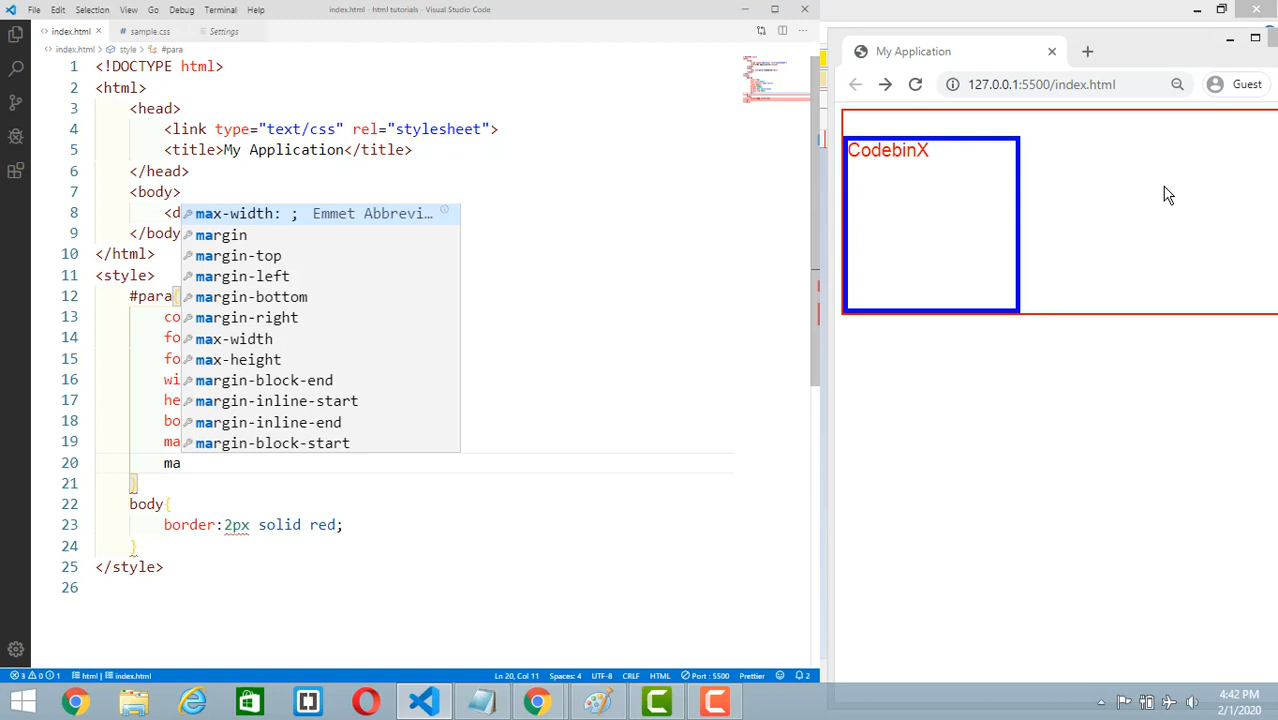 File Edit Selection View Go Debug Terminal Help index.html - html tutorials - Visual Studio Code
index.html sample.css Settings
index.html > style > #para
1 <!DOCTYPE html>
2 <html>
3 <head>
4 <link type="text/css" rel="stylesheet">
5 <title>My Application</title>
6 </head>
7 <body>
8 <d
9 </body
10 </html>
11 <style>
12 #para{
13 co
14 fo
15 fo
16 wi
17 he
18 bo
19 ma
20 ma
21 }
22 body{
23 border:2px solid red;
24 }
25 </style>
26
max-width: ; Emmet Abbrevi...
margin
margin-top
margin-left
margin-bottom
margin-right
max-width
max-height
margin-block-end
margin-inline-start
margin-inline-end
margin-block-start
3 0 1 html index.html Ln 20, Col 11 Spaces: 4 UTF-8 CRLF HTML Port : 5500 Prettier 2
My Application
127.0.0.1:5500/index.html Guest
CodebinX
4:42 PM
2/1/2020